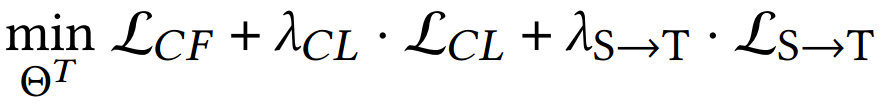 min_{Θ^T} ℒ_{CF} + λ_{CL} · ℒ_{CL} + λ_{S→T} · ℒ_{S→T}